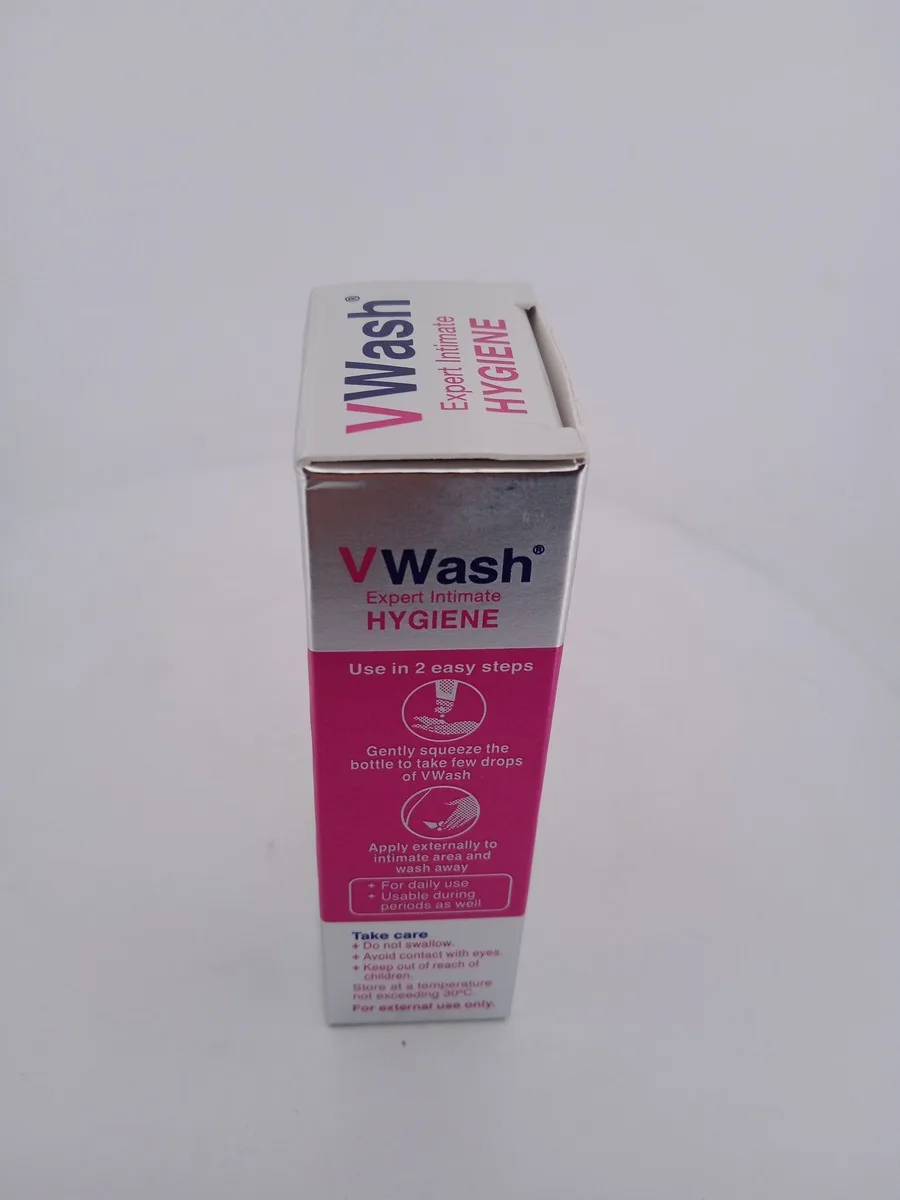 VWash®
Expert Intimate
HYGIENE
VWash®
Expert Intimate
HYGIENE
Use in 2 easy steps
Gently squeeze the
bottle to take few drops
of VWash
Apply externally to
intimate area and
wash away
+ For daily use
+ Usable during
periods as well
Take care
+ Do not swallow.
+ Avoid contact with eyes.
+ Keep out of reach of
children.
Store at a temperature
not exceeding 30ºC.
For external use only.